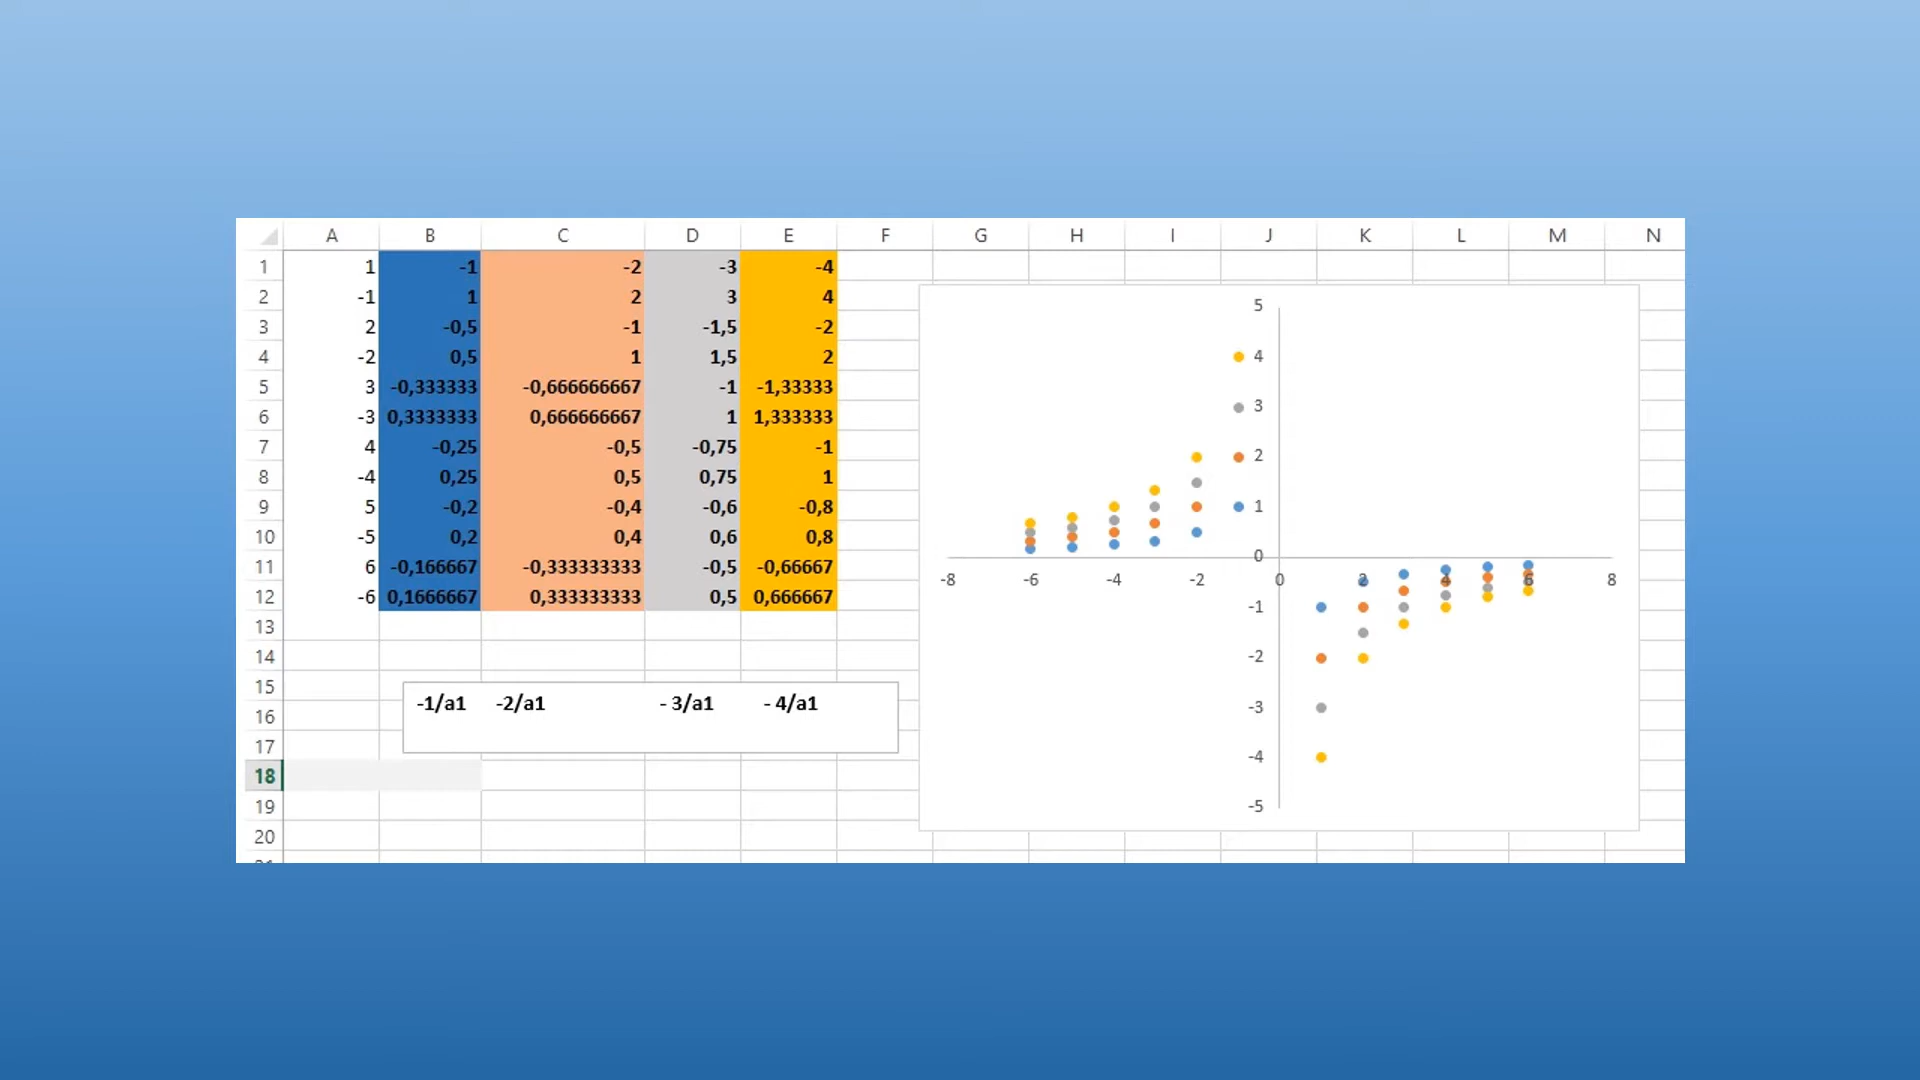 A B C D E F G H I J K L M N
1 1 -1 -2 -3 -4
2 -1 1 2 3 4
3 2 -0,5 -1 -1,5 -2
4 -2 0,5 1 1,5 2
5 3 -0,333333 -0,666666667 -1 -1,33333
6 -3 0,3333333 0,666666667 1 1,333333
7 4 -0,25 -0,5 -0,75 -1
8 -4 0,25 0,5 0,75 1
9 5 -0,2 -0,4 -0,6 -0,8
10 -5 0,2 0,4 0,6 0,8
11 6 -0,166667 -0,333333333 -0,5 -0,66667
12 -6 0,1666667 0,333333333 0,5 0,666667
13
14
15
16
17
18
19
20
-1/a1 -2/a1 - 3/a1 - 4/a1
5
4
3
2
1
0
-8 -6 -4 -2 0 2 4 6 8
-1
-2
-3
-4
-5